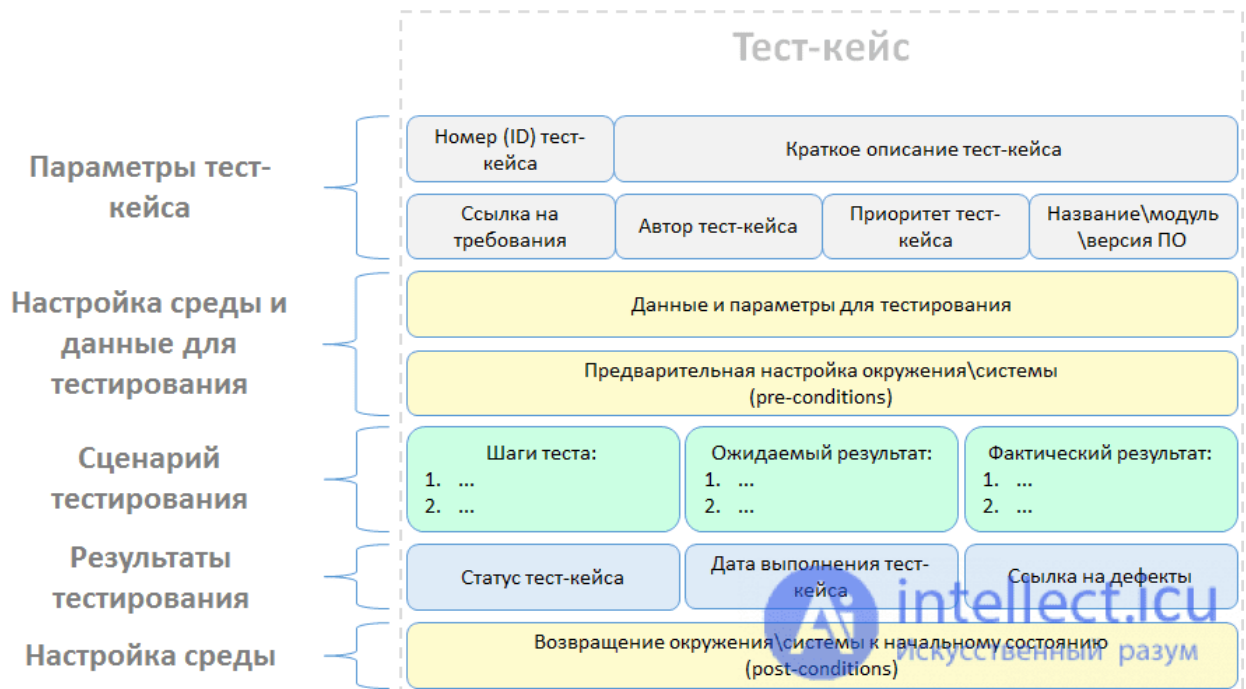 Тест-кейс
Параметры тест-
кейса
Номер (ID) тест-
кейса
Краткое описание тест-кейса
Ссылка на
требования
Автор тест-кейса
Приоритет тест-
кейса
Название\модуль
\версия ПО
Настройка среды и
данные для
тестирования
Данные и параметры для тестирования
Предварительная настройка окружения\системы
(pre-conditions)
Сценарий
тестирования
Шаги теста:
1. ...
2. ...
Ожидаемый результат:
1. ...
2. ...
Фактический результат:
1. ...
2. ...
Результаты
тестирования
Статус тест-кейса
Дата выполнения тест-
кейса
Ссылка на дефекты
Настройка среды
Возвращение окружения\системы к начальному состоянию
(post-conditions)
Ai
intellect.icu
Искусственный разум